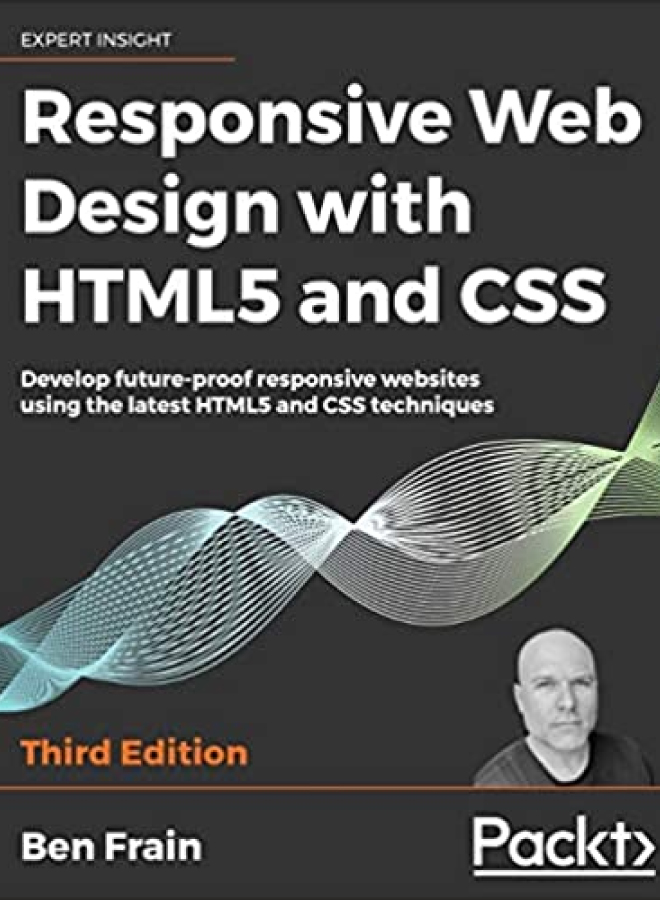 EXPERT INSIGHT
Responsive Web
Design with
HTML5 and CSS
Develop future-proof responsive websites
using the latest HTML5 and CSS techniques
Third Edition
Ben Frain
Packt>